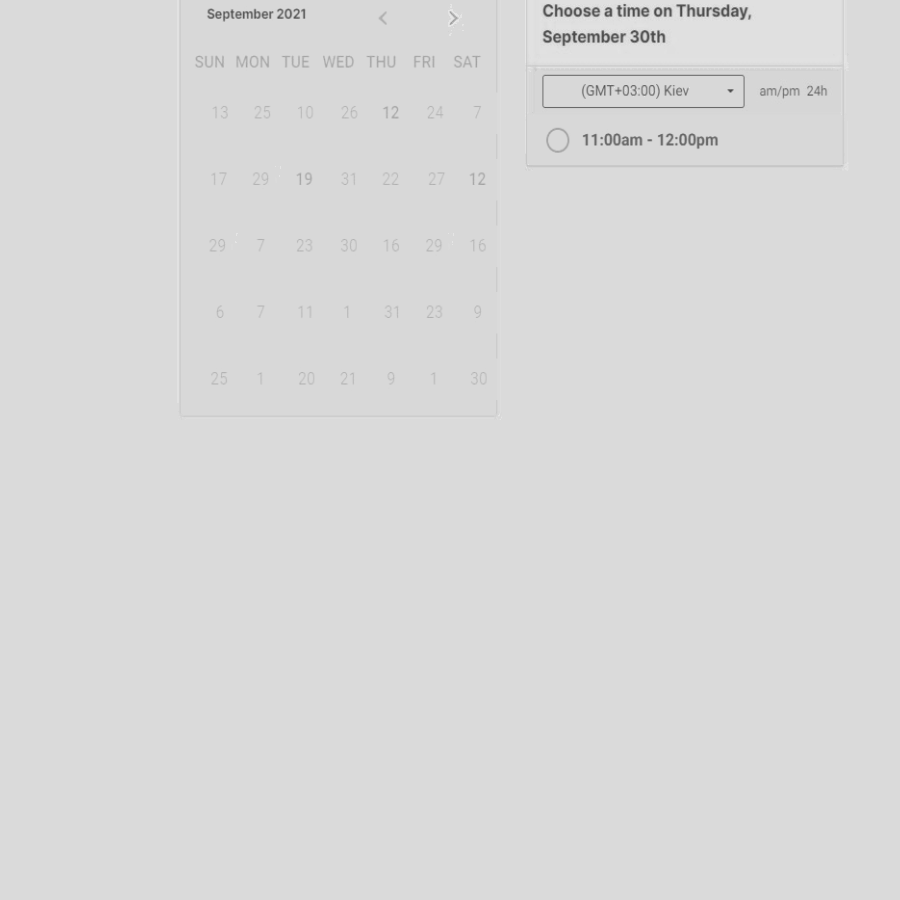 September 2021
SUN MON TUE WED THU FRI SAT
13 25 10 26 12 24 7
17 29 19 31 22 27 12
29 7 23 30 16 29 16
6 7 11 1 31 23 9
25 1 20 21 9 1 30
Choose a time on Thursday,
September 30th
(GMT+03:00) Kiev am/pm 24h
11:00am - 12:00pm